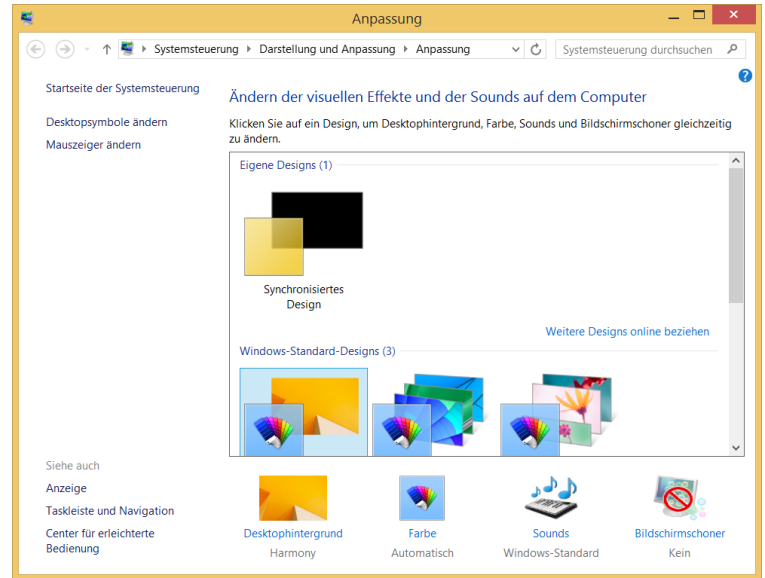 Anpassung
Systemsteuerung
Darstellung und Anpassung
Anpassung
Systemsteuerung durchsuchen
Startseite der Systemsteuerung
Desktopsymbole ändern
Mauszeiger ändern
Ändern der visuellen Effekte und der Sounds auf dem Computer
Klicken Sie auf ein Design, um Desktophintergrund, Farbe, Sounds und Bildschirmschoner gleichzeitig
zu ändern.
Eigene Designs (1)
Synchronisiertes
Design
Weitere Designs online beziehen
Windows-Standard-Designs (3)
Siehe auch
Anzeige
Taskleiste und Navigation
Center für erleichterte
Bedienung
Desktophintergrund
Harmony
Farbe
Automatisch
Sounds
Windows-Standard
Bildschirmschoner
Kein